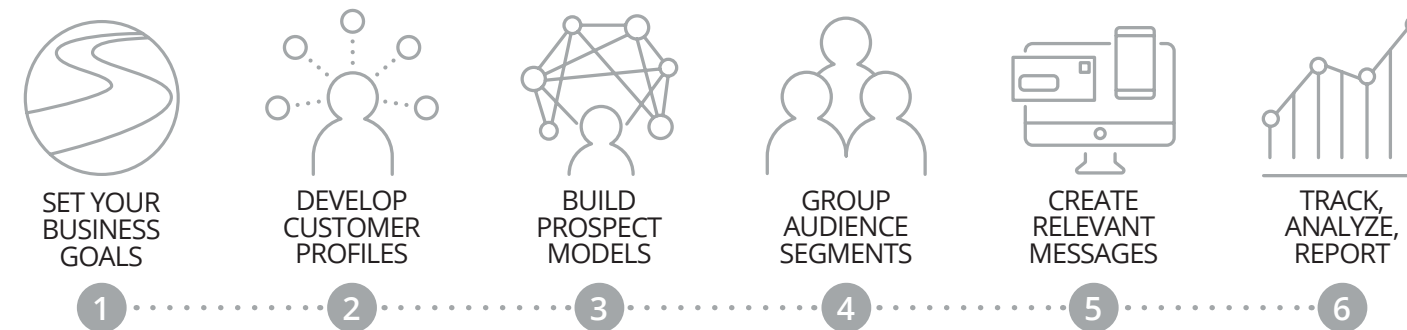 SET YOUR
BUSINESS
GOALS
1
DEVELOP
CUSTOMER
PROFILES
2
BUILD
PROSPECT
MODELS
3
GROUP
AUDIENCE
SEGMENTS
4
CREATE
RELEVANT
MESSAGES
5
TRACK,
ANALYZE,
REPORT
6